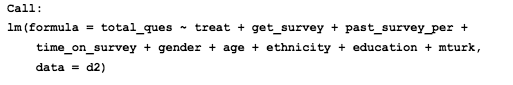 Call:
lm(formula = total_ques ~ treat + get_survey + past_survey_per +
time_on_survey + gender + age + ethnicity + education + mturk,
data = d2)